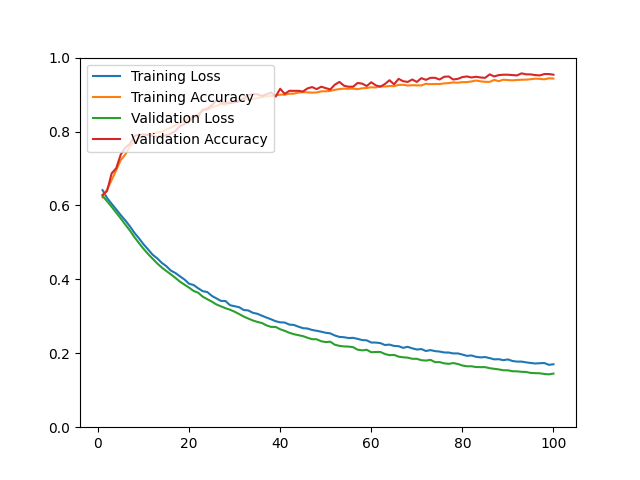 1.0
0.8
0.6
0.4
0.2
0.0
Training Loss
Training Accuracy
Validation Loss
Validation Accuracy
0 20 40 60 80 100